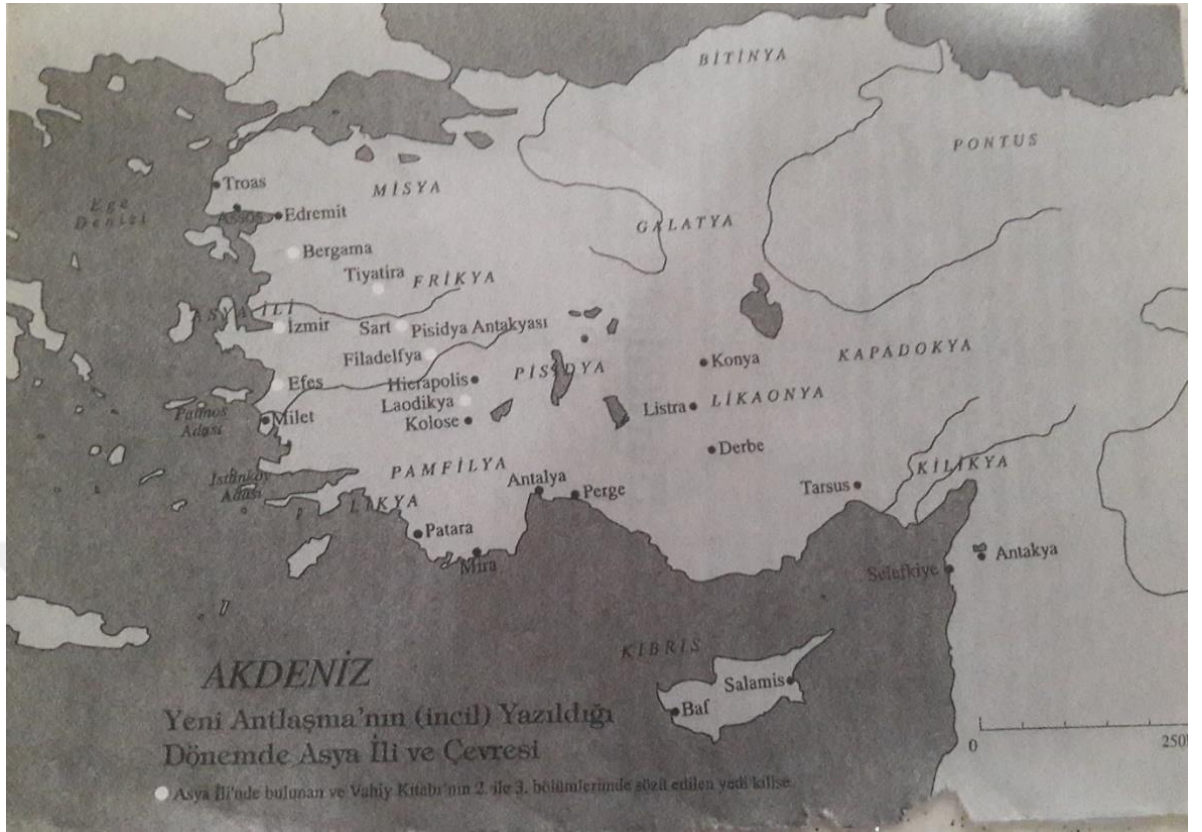 BİTİNYA
PONTUS
Troas
MİSYA
Ege
Denizi
Assos
Edremit
GALATYA
Bergama
Tiyatira
FRİKYA
ASYA İLİ
İzmir
Sart
Pisidya Antakyası
Filadelfya
Konya
KAPADOKYA
Efes
Hierapolis
PİSİDYA
Laodikya
Listra
LİKAONYA
Patmos
Adası
Milet
Kolose
Derbe
PAMFİLYA
KİLİKYA
İstanköy
Adası
Antalya
Perge
Tarsus
LİKYA
Patara
Antakya
Mira
Selefkiye
KIBRIS
AKDENİZ
Salamis
Baf
Yeni Antlaşma'nın (incil) Yazıldığı
Dönemde Asya İli ve Çevresi
0 250
Asya İli'nde bulunan ve Vahiy Kitabı'nın 2. ile 3. bölümlerimde sözü edilen yedi kilise